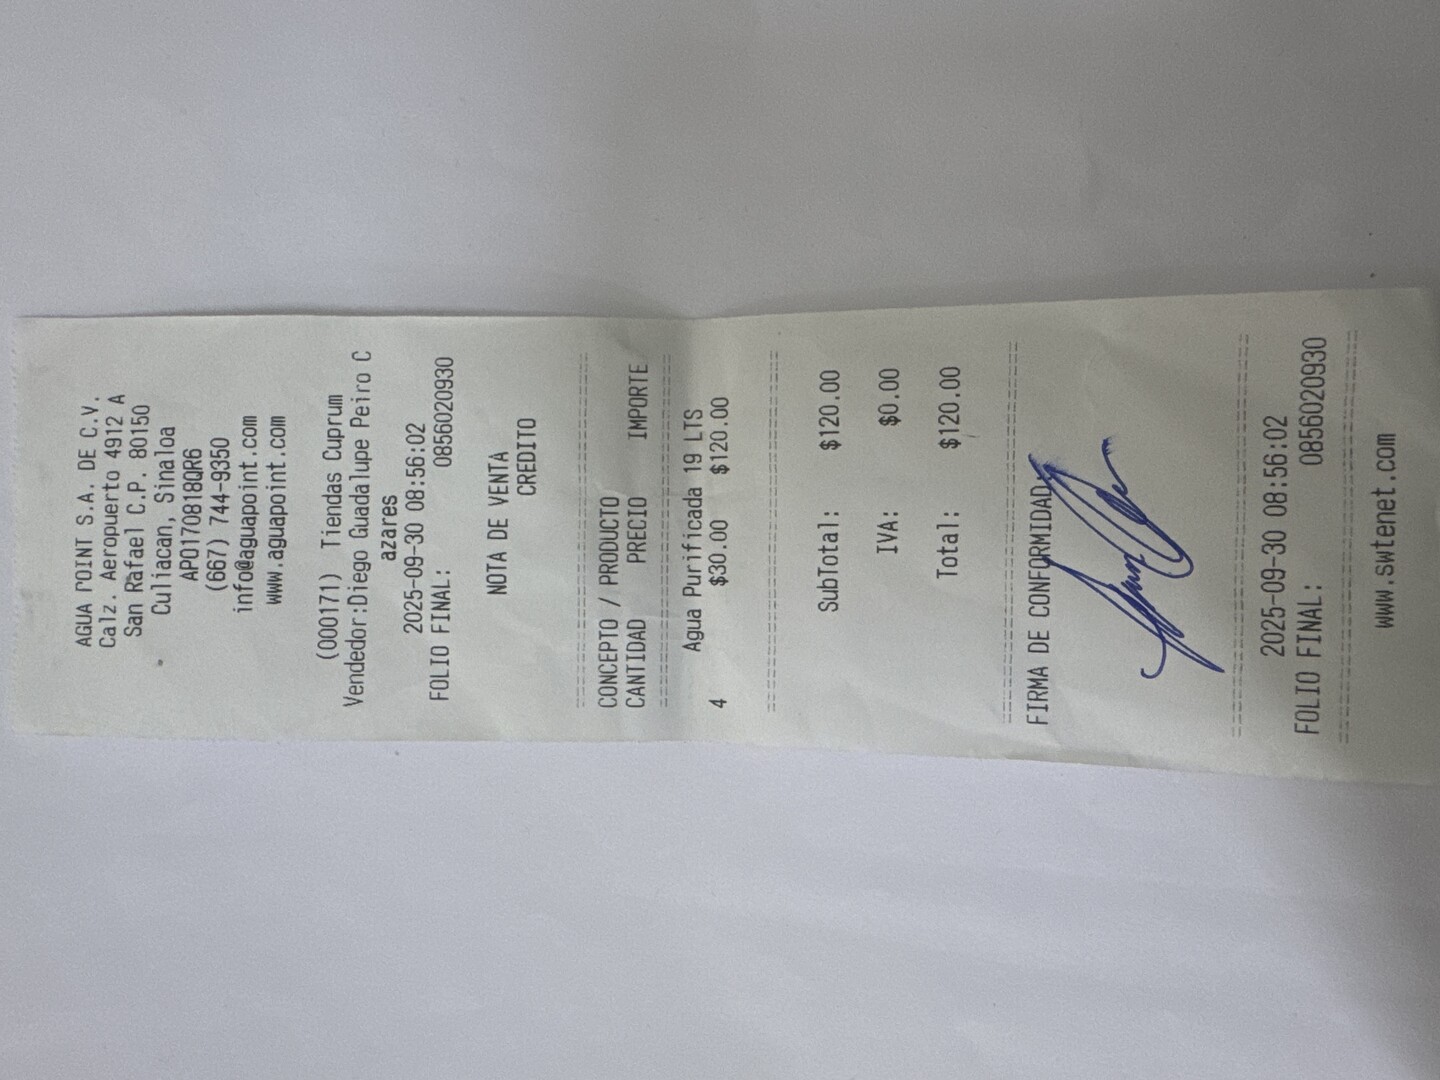 AGUA POINT S.A. DE C.V.
Calz. Aeropuerto 4912 A
San Rafael C.P. 80150
Culiacan, Sinaloa
APO170818QR6
(667) 744-9350
info@aguapoint.com
www.aguapoint.com
(000171) Tiendas Cuprum
Vendedor:Diego Guadalupe Peiro C
azares
2025-09-30 08:56:02
FOLIO FINAL: 0856020930
NOTA DE VENTA
CREDITO
CONCEPTO / PRODUCTO
CANTIDAD PRECIO IMPORTE
Agua Purificada 19 LTS
4 $30.00 $120.00
SubTotal: $120.00
IVA: $0.00
Total: $120.00
FIRMA DE CONFORMIDAD
2025-09-30 08:56:02
FOLIO FINAL: 0856020930
www.swtenet.com